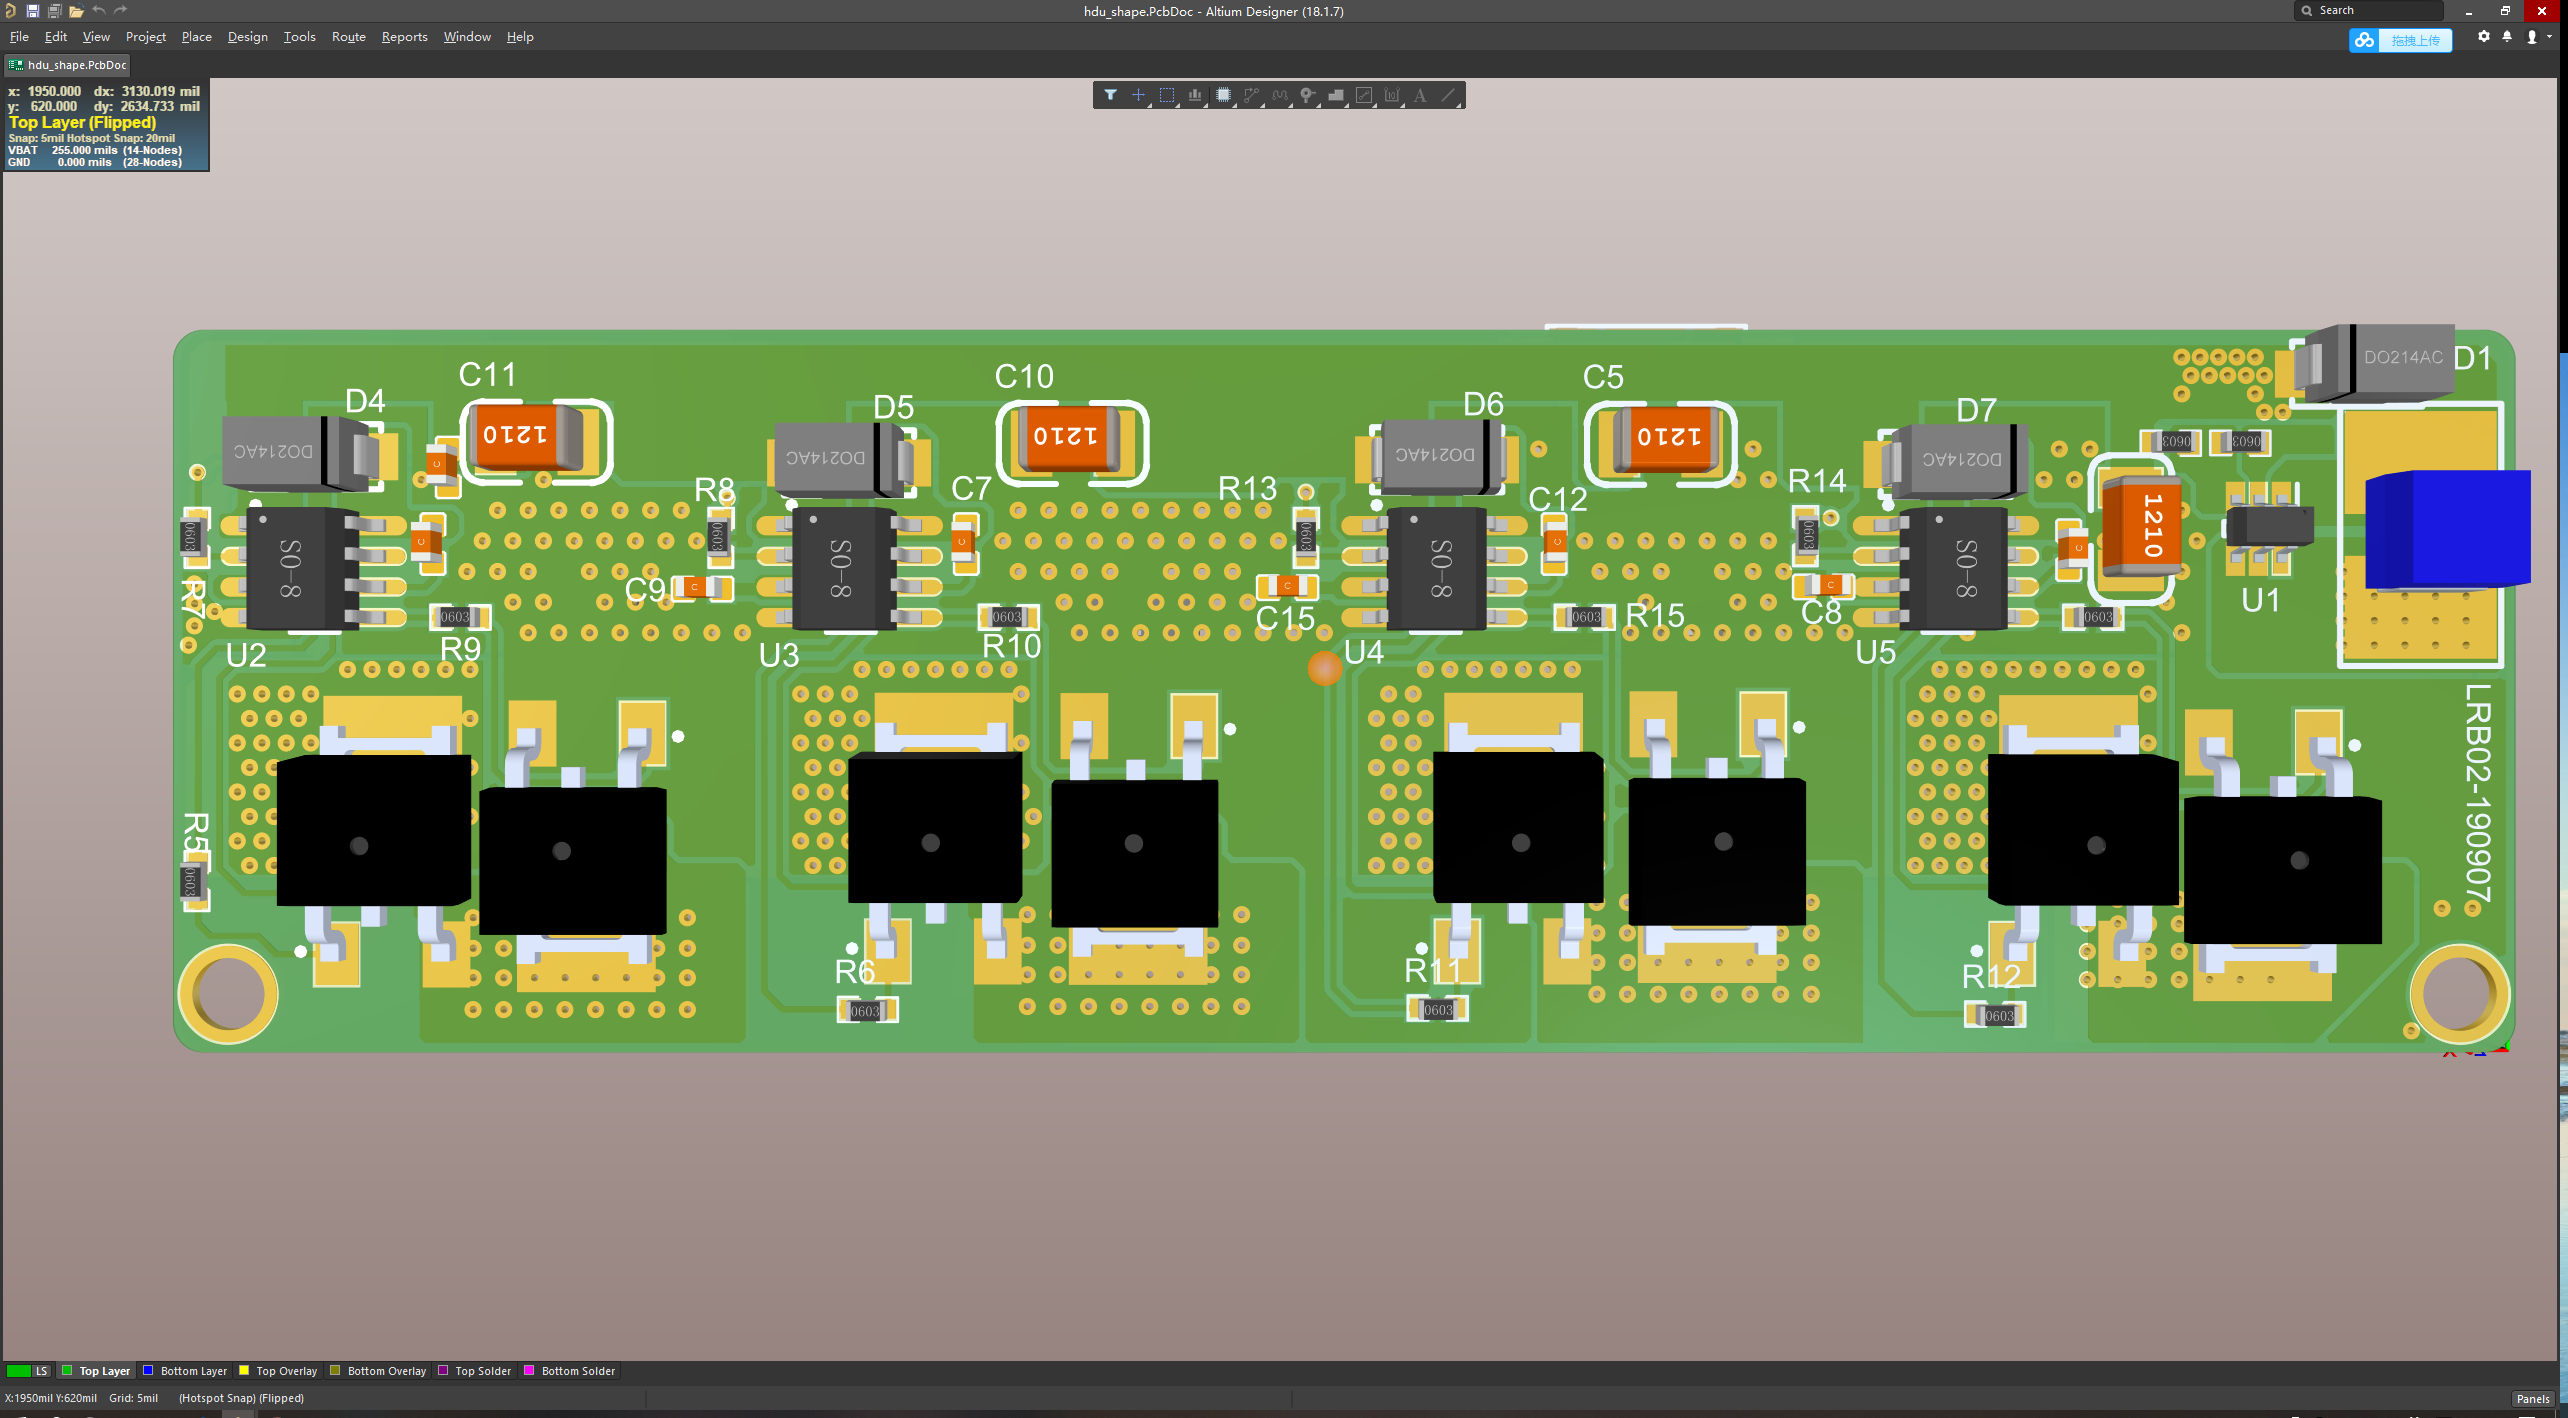 hdu_shape.PcbDoc - Altium Designer (18.1.7)
Search
File Edit View Project Place Design Tools Route Reports Window Help
拖拽上传
hdu_shape.PcbDoc
x: 1950.000 dx: 3130.019 mil
y: 620.000 dy: 2634.733 mil
Top Layer (Flipped)
Snap: 5mil Hotspot Snap: 20mil
VBAT 255.000 mils (14-Nodes)
GND 0.000 mils (28-Nodes)
D4 C11 D5 C10 D6 C5 D7 D1
DO214AC 1210 DO214AC 1210 DO214AC 1210 DO214AC DO214AC
C C C C C C C C
0603 0603
R8 C7 R13 C12 R14
0603 0603 0603 0603
1210
SO-8 SO-8 SO-8 SO-8
R7 C9 C15 C8 U1
0603 0603 0603 0603
U2 R9 U3 R10 U4 R15 U5
LRB02-190907
R5
0603
R6 R11 R12
0603 0603 0603
LS Top Layer Bottom Layer Top Overlay Bottom Overlay Top Solder Bottom Solder
X:1950mil Y:620mil Grid: 5mil (Hotspot Snap) (Flipped)
Panels